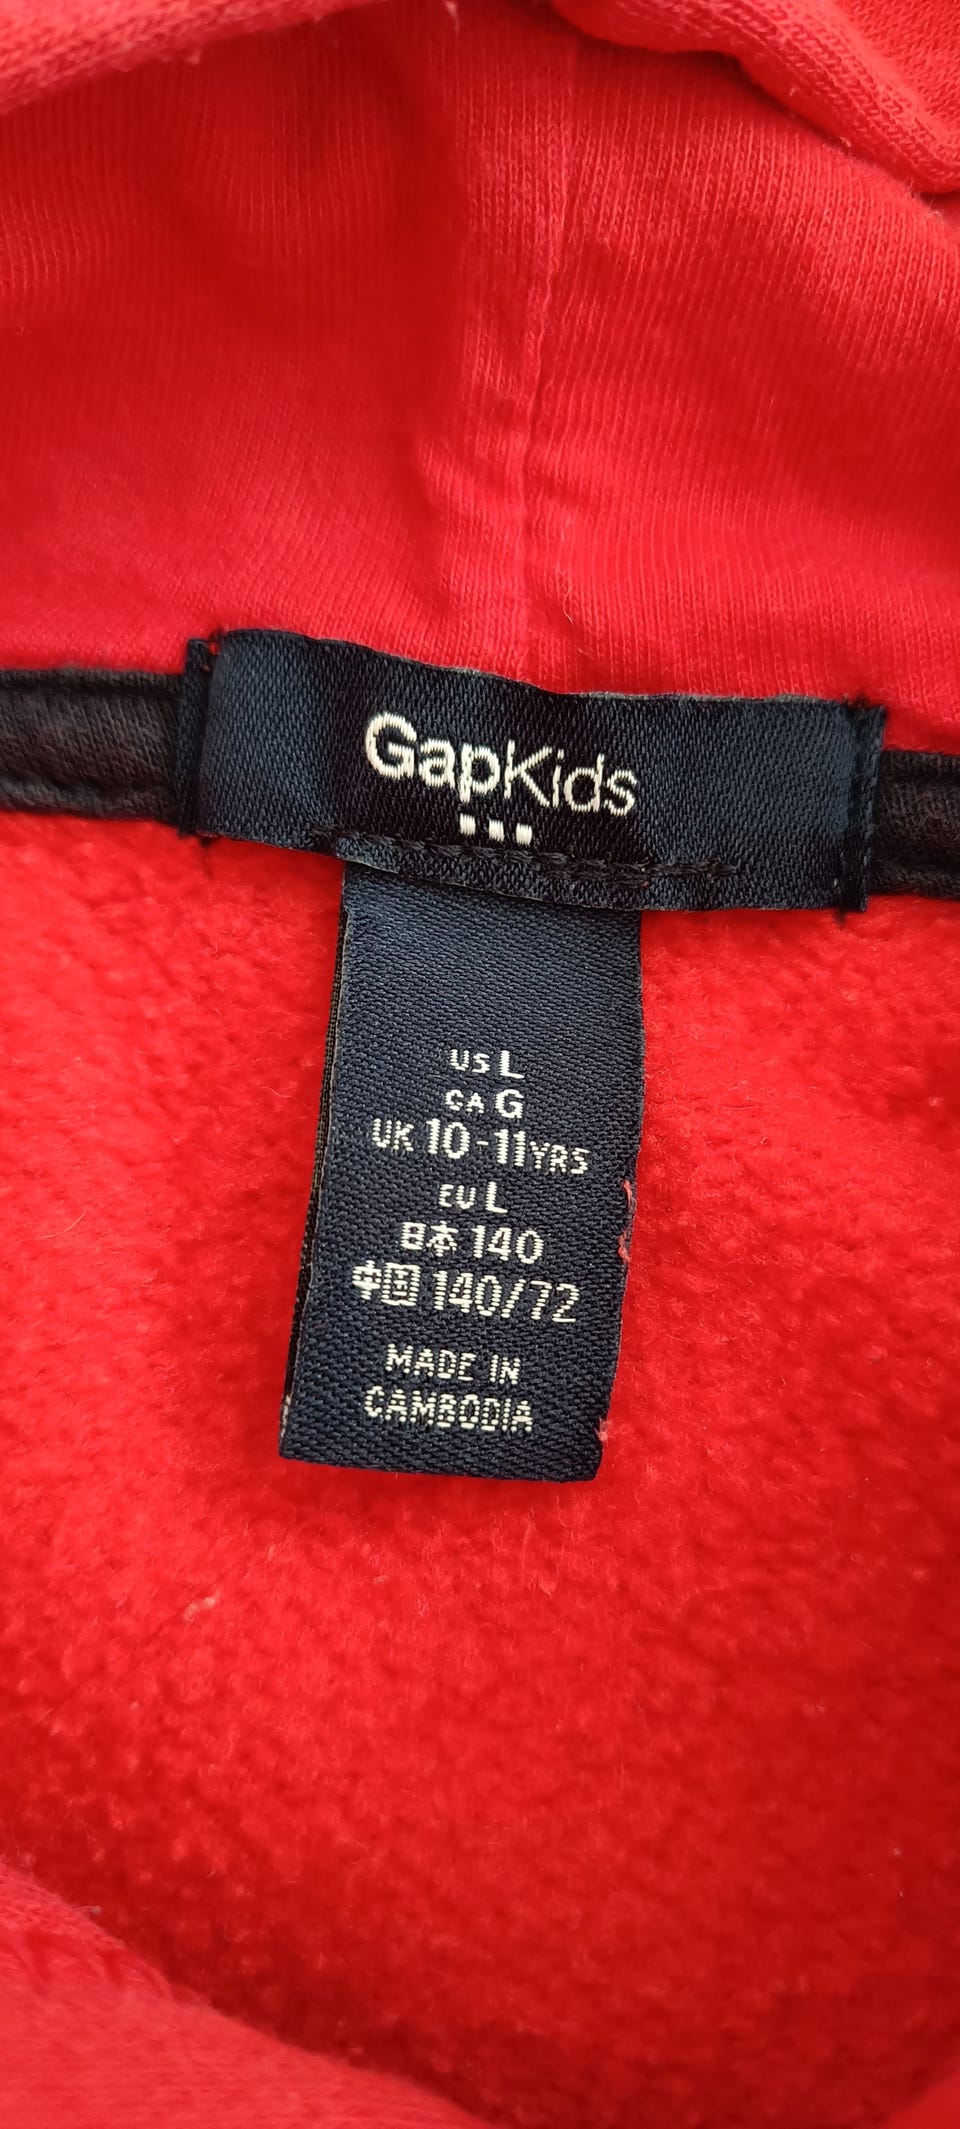 GapKids
US L
CA G
UK 10-11YRS
EU L
日本 140
中国 140/72
MADE IN
CAMBODIA